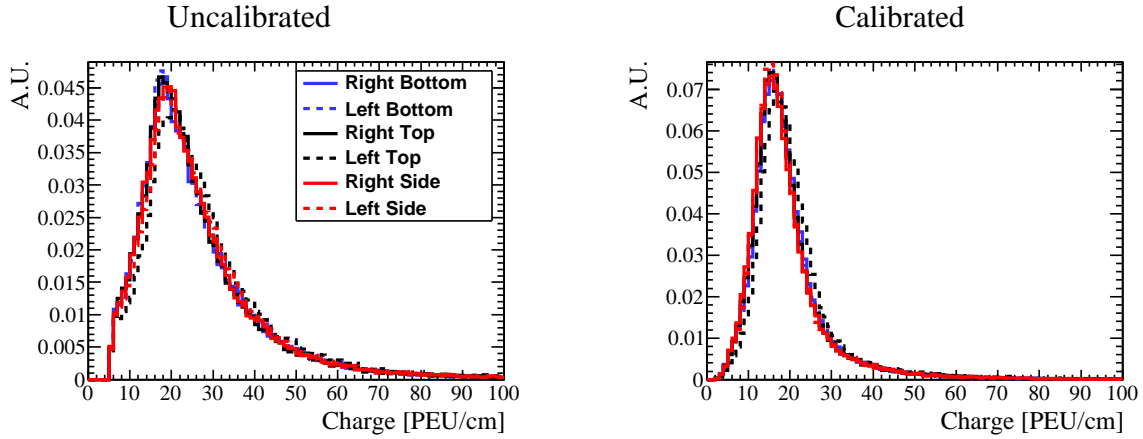 Uncalibrated
A.U.
0.045
0.04
0.035
0.03
0.025
0.02
0.015
0.01
0.005
0
Right Bottom
Left Bottom
Right Top
Left Top
Right Side
Left Side
0 10 20 30 40 50 60 70 80 90 100
Charge [PEU/cm]
Calibrated
A.U.
0.07
0.06
0.05
0.04
0.03
0.02
0.01
0
0 10 20 30 40 50 60 70 80 90 100
Charge [PEU/cm]